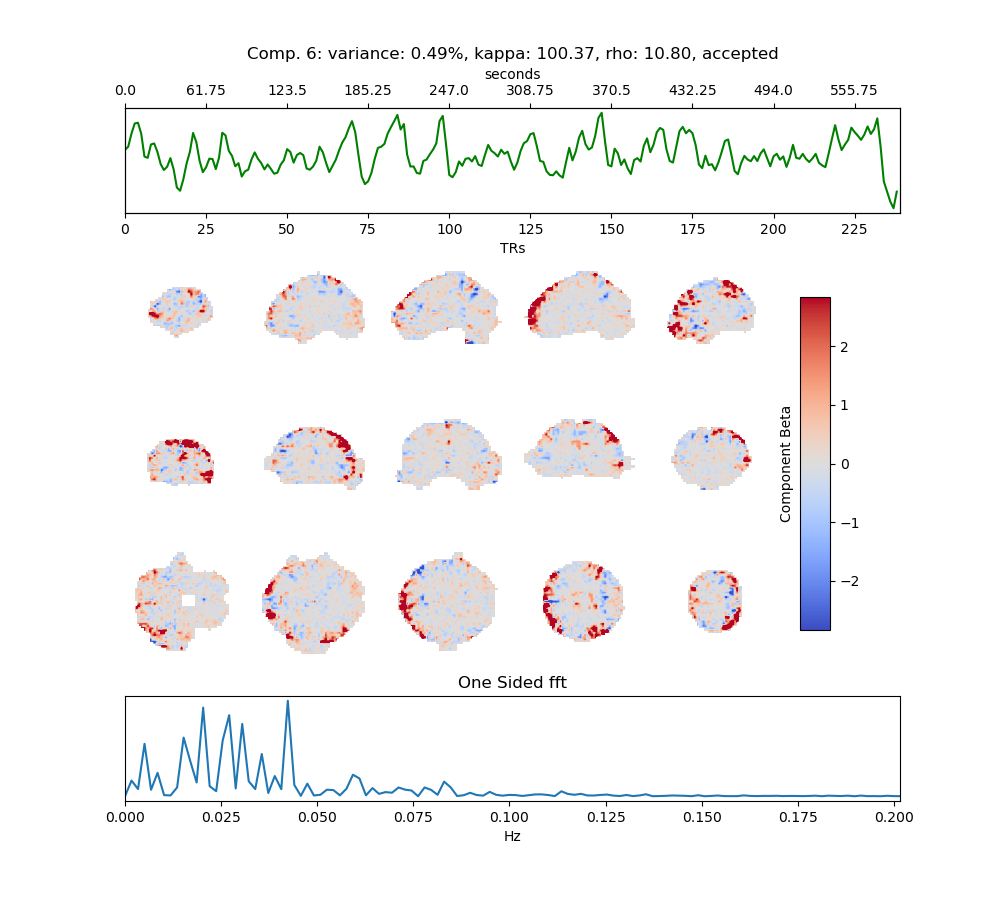 Comp. 6: variance: 0.49%, kappa: 100.37, rho: 10.80, accepted
seconds
0.0 61.75 123.5 185.25 247.0 308.75 370.5 432.25 494.0 555.75
0 25 50 75 100 125 150 175 200 225
TRs
2
1
0
−1
−2
Component Beta
One Sided fft
0.000 0.025 0.050 0.075 0.100 0.125 0.150 0.175 0.200
Hz